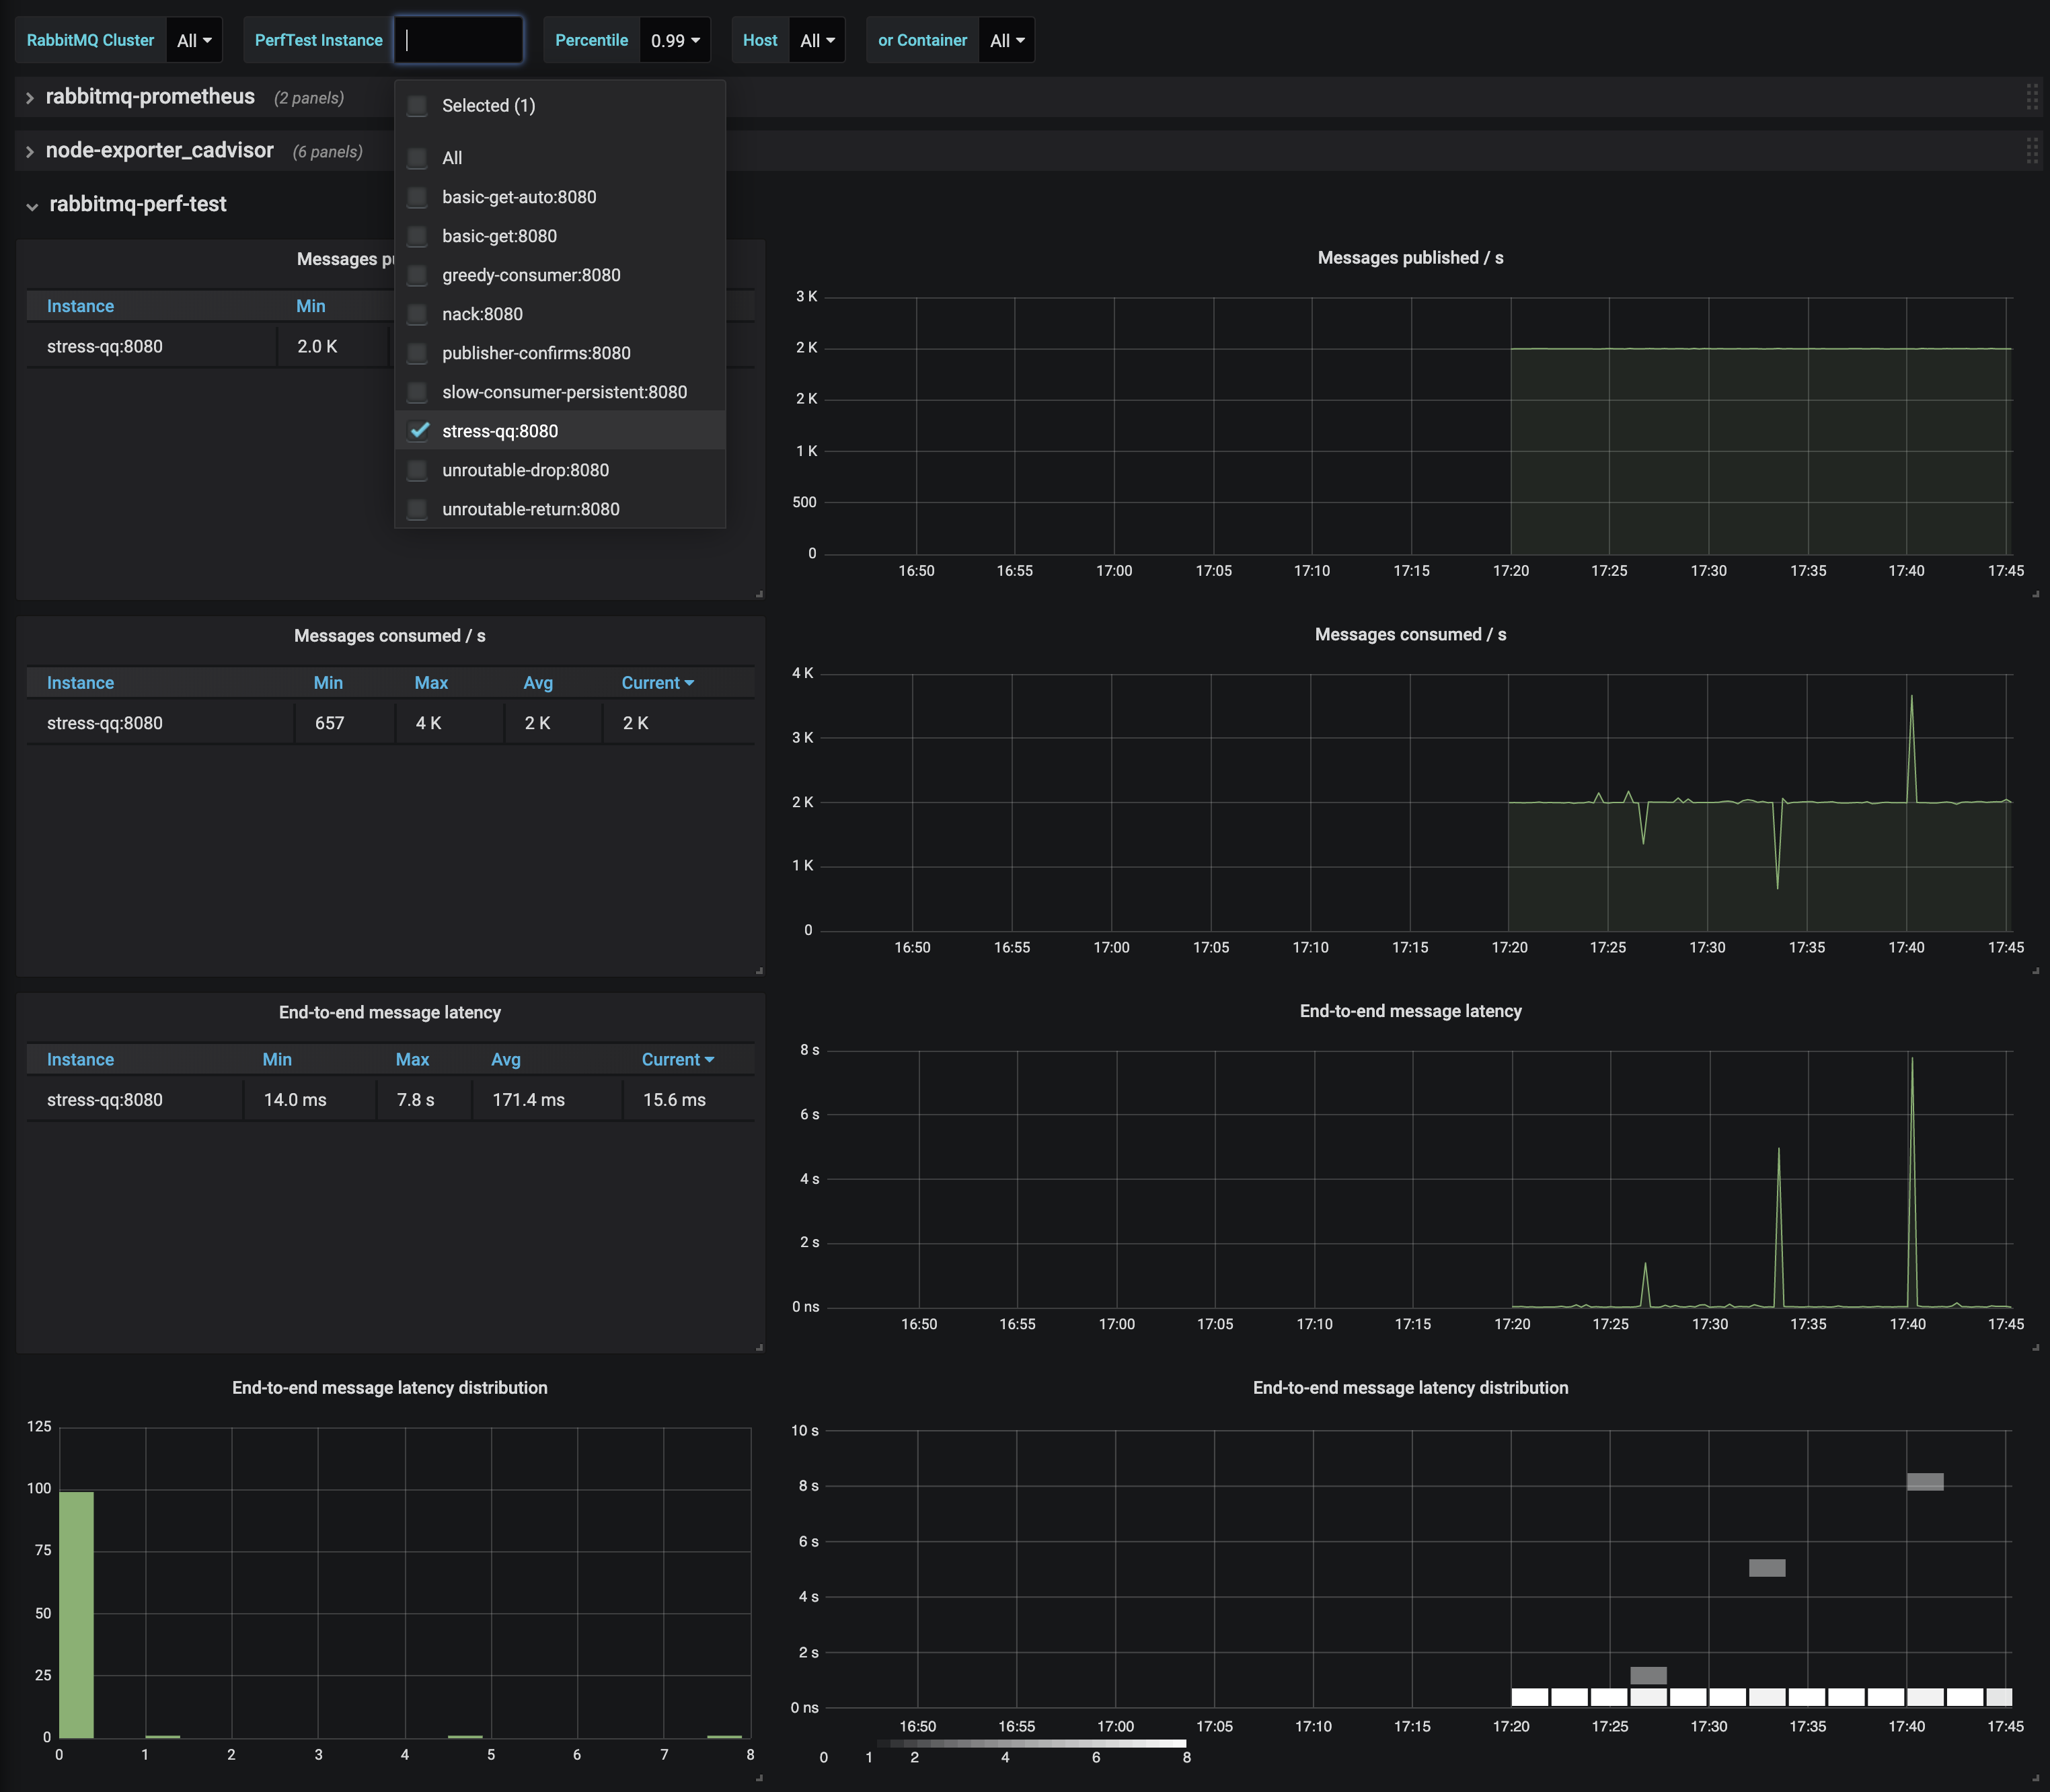 RabbitMQ Cluster All PerfTest Instance Percentile 0.99 Host All or Container All
rabbitmq-prometheus (2 panels)
node-exporter_cadvisor (6 panels)
rabbitmq-perf-test
Selected (1)
All
basic-get-auto:8080
basic-get:8080
greedy-consumer:8080
nack:8080
publisher-confirms:8080
slow-consumer-persistent:8080
stress-qq:8080
unroutable-drop:8080
unroutable-return:8080
Messages
Instance Min
stress-qq:8080 2.0 K
Messages published / s
3 K
2 K
2 K
1 K
500
0
16:50 16:55 17:00 17:05 17:10 17:15 17:20 17:25 17:30 17:35 17:40 17:45
Messages consumed / s
Instance Min Max Avg Current
stress-qq:8080 657 4 K 2 K 2 K
Messages consumed / s
4 K
3 K
2 K
1 K
0
16:50 16:55 17:00 17:05 17:10 17:15 17:20 17:25 17:30 17:35 17:40 17:45
End-to-end message latency
Instance Min Max Avg Current
stress-qq:8080 14.0 ms 7.8 s 171.4 ms 15.6 ms
End-to-end message latency
8 s
6 s
4 s
2 s
0 ns
16:50 16:55 17:00 17:05 17:10 17:15 17:20 17:25 17:30 17:35 17:40 17:45
End-to-end message latency distribution
125
100
75
50
25
0
0 1 2 3 4 5 6 7 8
End-to-end message latency distribution
10 s
8 s
6 s
4 s
2 s
0 ns
16:50 16:55 17:00 17:05 17:10 17:15 17:20 17:25 17:30 17:35 17:40 17:45
0 1 2 4 6 8